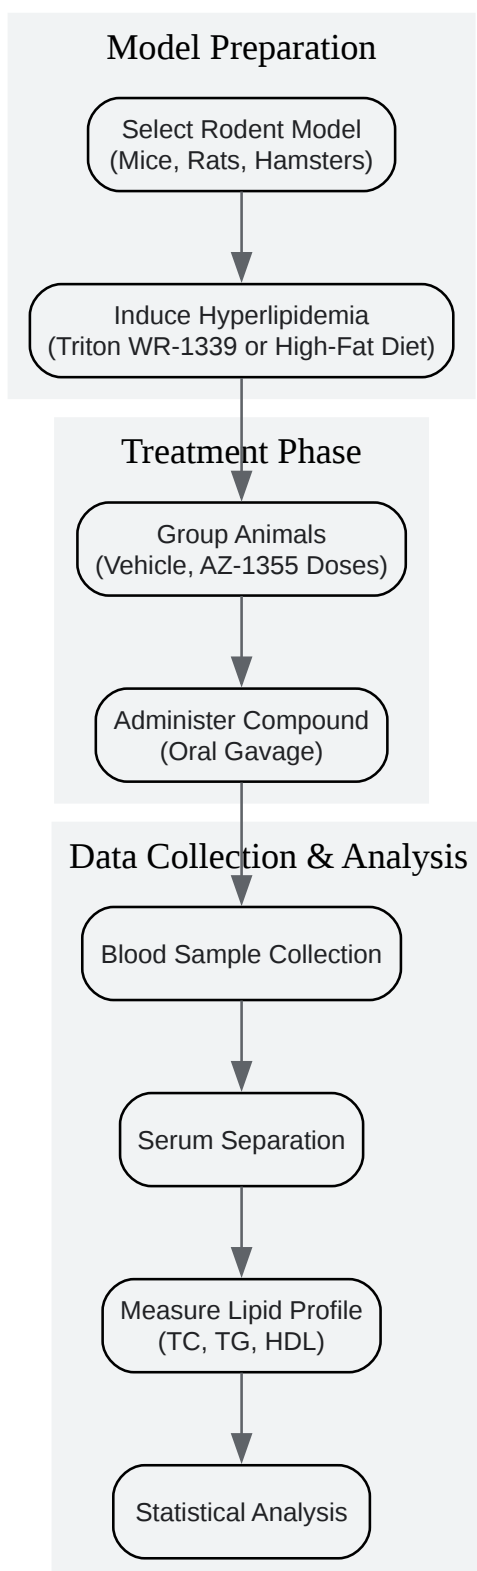 Model Preparation
Select Rodent Model
(Mice, Rats, Hamsters)
Induce Hyperlipidemia
(Triton WR-1339 or High-Fat Diet)
Treatment Phase
Group Animals
(Vehicle, AZ-1355 Doses)
Administer Compound
(Oral Gavage)
Data Collection & Analysis
Blood Sample Collection
Serum Separation
Measure Lipid Profile
(TC, TG, HDL)
Statistical Analysis